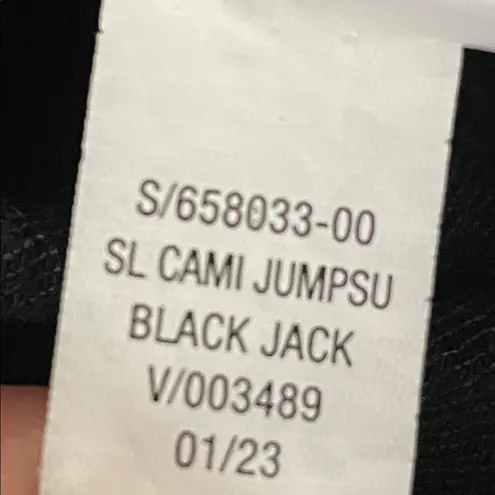 S/658033-00
SL CAMI JUMPSU
BLACK JACK
V/003489
01/23